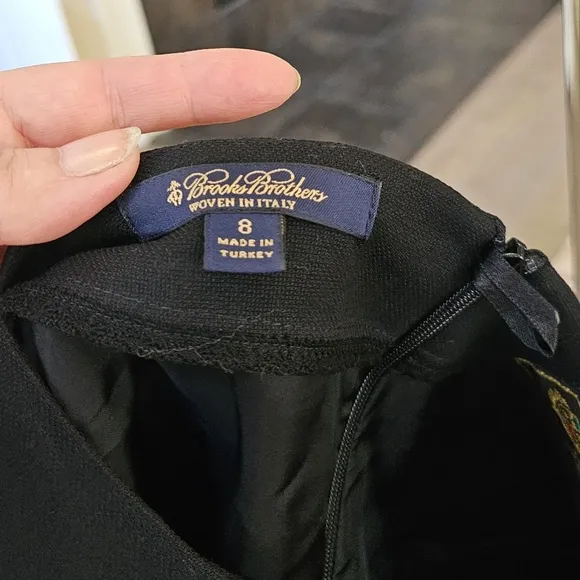 Brooks Brothers
WOVEN IN ITALY
8
MADE IN
TURKEY